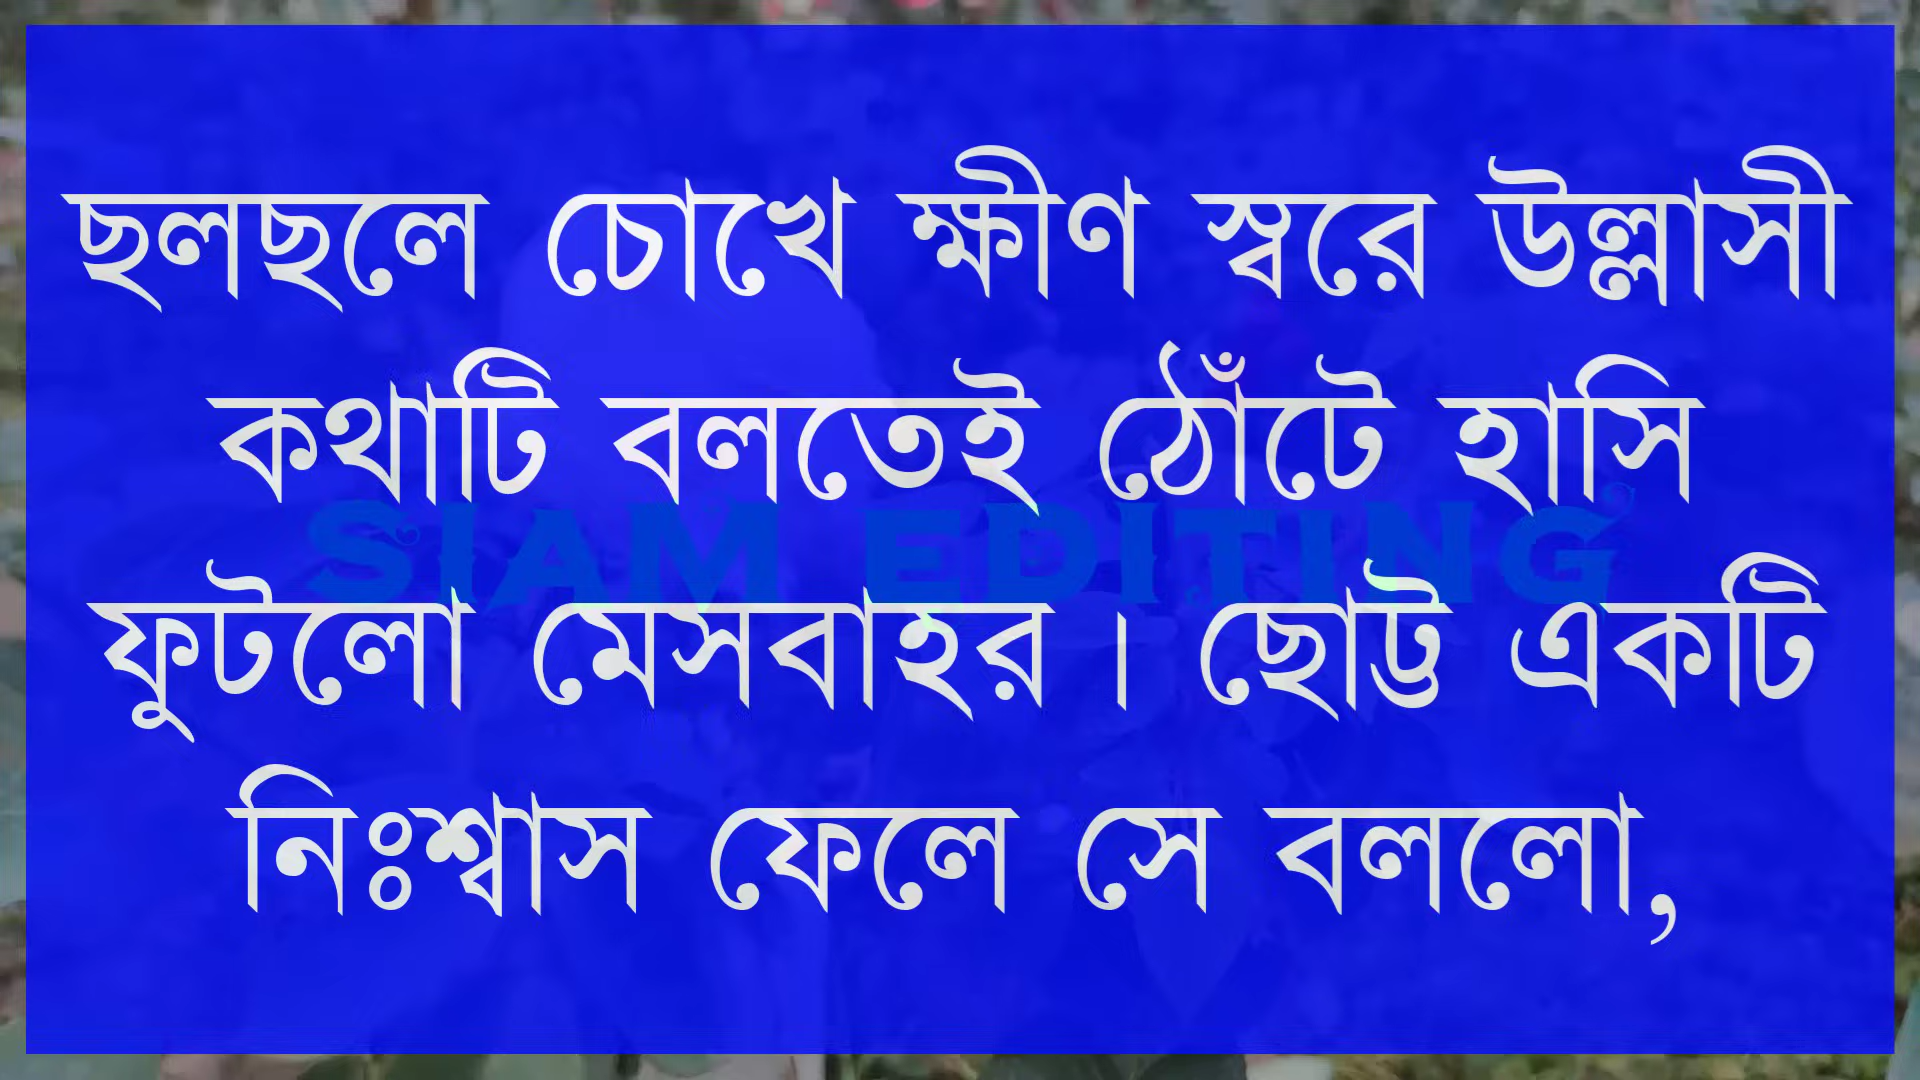 ছলছলে চোখে ক্ষীণ স্বরে উল্লাসী
কথাটি বলতেই ঠোঁটে হাসি
SIAM EDITING
ফুটলো মেসবাহর। ছোট্ট একটি
নিঃশ্বাস ফেলে সে বললো,